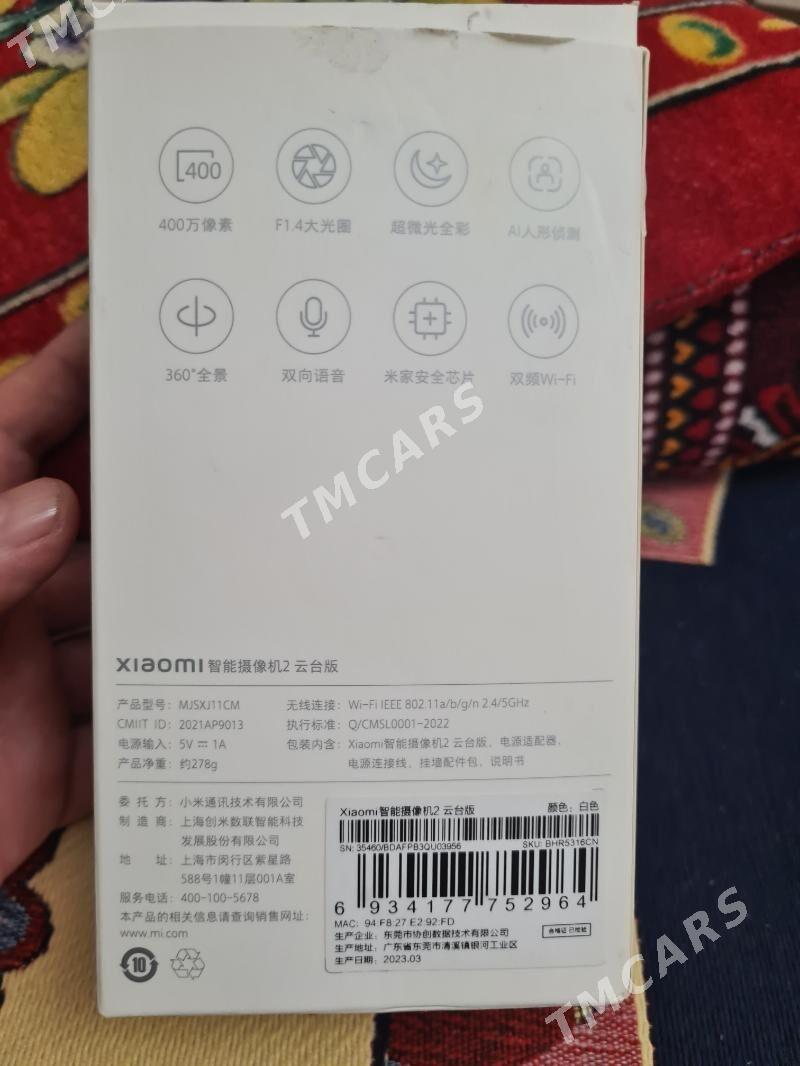 TMCARS
400
400万像素
F1.4大光圈
超微光全彩
AI人形侦测
360°全景
双向语音
米家安全芯片
双频Wi-Fi
TMCARS
xiaomi 智能摄像机2 云台版
产品型号： MJSXJ11CM
CMIIT ID： 2021AP9013
电源输入： 5V ⎓ 1A
产品净重： 约278g
无线连接： Wi-Fi IEEE 802.11a/b/g/n 2.4/5GHz
执行标准： Q/CMSL0001-2022
包装内含： Xiaomi智能摄像机2 云台版、电源适配器、
电源连接线、挂墙配件包、说明书
委 托 方： 小米通讯技术有限公司
制 造 商： 上海创米数联智能科技
发展股份有限公司
地 址： 上海市闵行区紫星路
588号1幢11层001A室
服务电话： 400-100-5678
本产品的相关信息请查询销售网址：
www.mi.com
10
Xiaomi智能摄像机2 云台版 颜色：白色
SN: 35460/BDAFPB3QU03956 SKU: BHR5316CN
6 934177 752964
MAC: 94:F8:27:E2:92:FD
生产企业：东莞市协创数据技术有限公司
合格证 已检验
生产地址：广东省东莞市清溪镇银河工业区
生产日期：2023.03
TMCARS
TMCARS